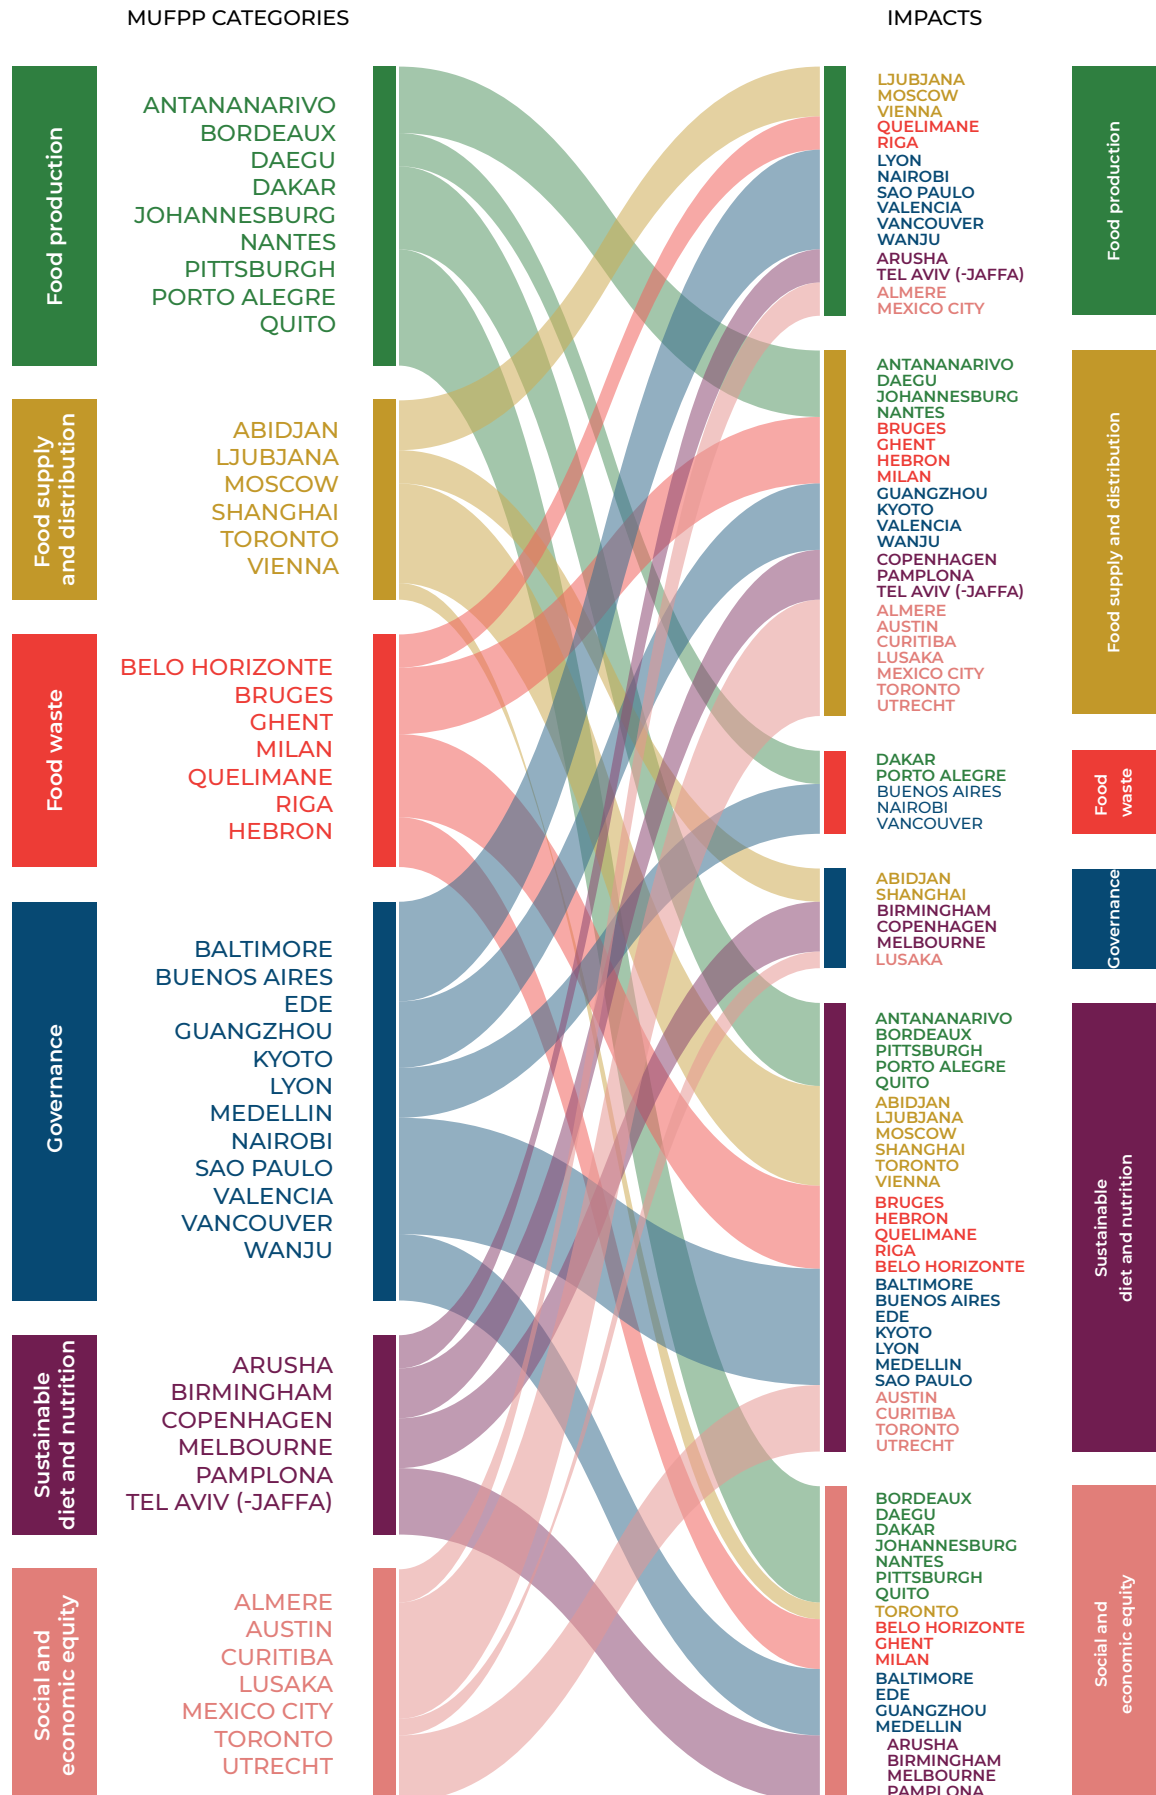 MUFPP CATEGORIES
Food production
ANTANANARIVO
BORDEAUX
DAEGU
DAKAR
JOHANNESBURG
NANTES
PITTSBURGH
PORTO ALEGRE
QUITO
Food supply
and distribution
ABIDJAN
LJUBJANA
MOSCOW
SHANGHAI
TORONTO
VIENNA
Food waste
BELO HORIZONTE
BRUGES
GHENT
MILAN
QUELIMANE
RIGA
HEBRON
Governance
BALTIMORE
BUENOS AIRES
EDE
GUANGZHOU
KYOTO
LYON
MEDELLIN
NAIROBI
SAO PAULO
VALENCIA
VANCOUVER
WANJU
Sustainable
diet and nutrition
ARUSHA
BIRMINGHAM
COPENHAGEN
MELBOURNE
PAMPLONA
TEL AVIV (-JAFFA)
Social and
economic equity
ALMERE
AUSTIN
CURITIBA
LUSAKA
MEXICO CITY
TORONTO
UTRECHT
IMPACTS
LJUBJANA
MOSCOW
VIENNA
QUELIMANE
RIGA
LYON
NAIROBI
SAO PAULO
VALENCIA
VANCOUVER
WANJU
ARUSHA
TEL AVIV (-JAFFA)
ALMERE
MEXICO CITY
Food production
ANTANANARIVO
DAEGU
JOHANNESBURG
NANTES
BRUGES
GHENT
HEBRON
MILAN
GUANGZHOU
KYOTO
VALENCIA
WANJU
COPENHAGEN
PAMPLONA
TEL AVIV (-JAFFA)
ALMERE
AUSTIN
CURITIBA
LUSAKA
MEXICO CITY
TORONTO
UTRECHT
Food supply and distribution
DAKAR
PORTO ALEGRE
BUENOS AIRES
NAIROBI
VANCOUVER
Food
waste
ABIDJAN
SHANGHAI
BIRMINGHAM
COPENHAGEN
MELBOURNE
LUSAKA
Governance
ANTANANARIVO
BORDEAUX
PITTSBURGH
PORTO ALEGRE
QUITO
ABIDJAN
LJUBJANA
MOSCOW
SHANGHAI
TORONTO
VIENNA
BRUGES
HEBRON
QUELIMANE
RIGA
BELO HORIZONTE
BALTIMORE
BUENOS AIRES
EDE
KYOTO
LYON
MEDELLIN
SAO PAULO
AUSTIN
CURITIBA
TORONTO
UTRECHT
Sustainable
diet and nutrition
BORDEAUX
DAEGU
DAKAR
JOHANNESBURG
NANTES
PITTSBURGH
QUITO
TORONTO
BELO HORIZONTE
GHENT
MILAN
BALTIMORE
EDE
GUANGZHOU
MEDELLIN
ARUSHA
BIRMINGHAM
MELBOURNE
PAMPLONA
Social and
economic equity